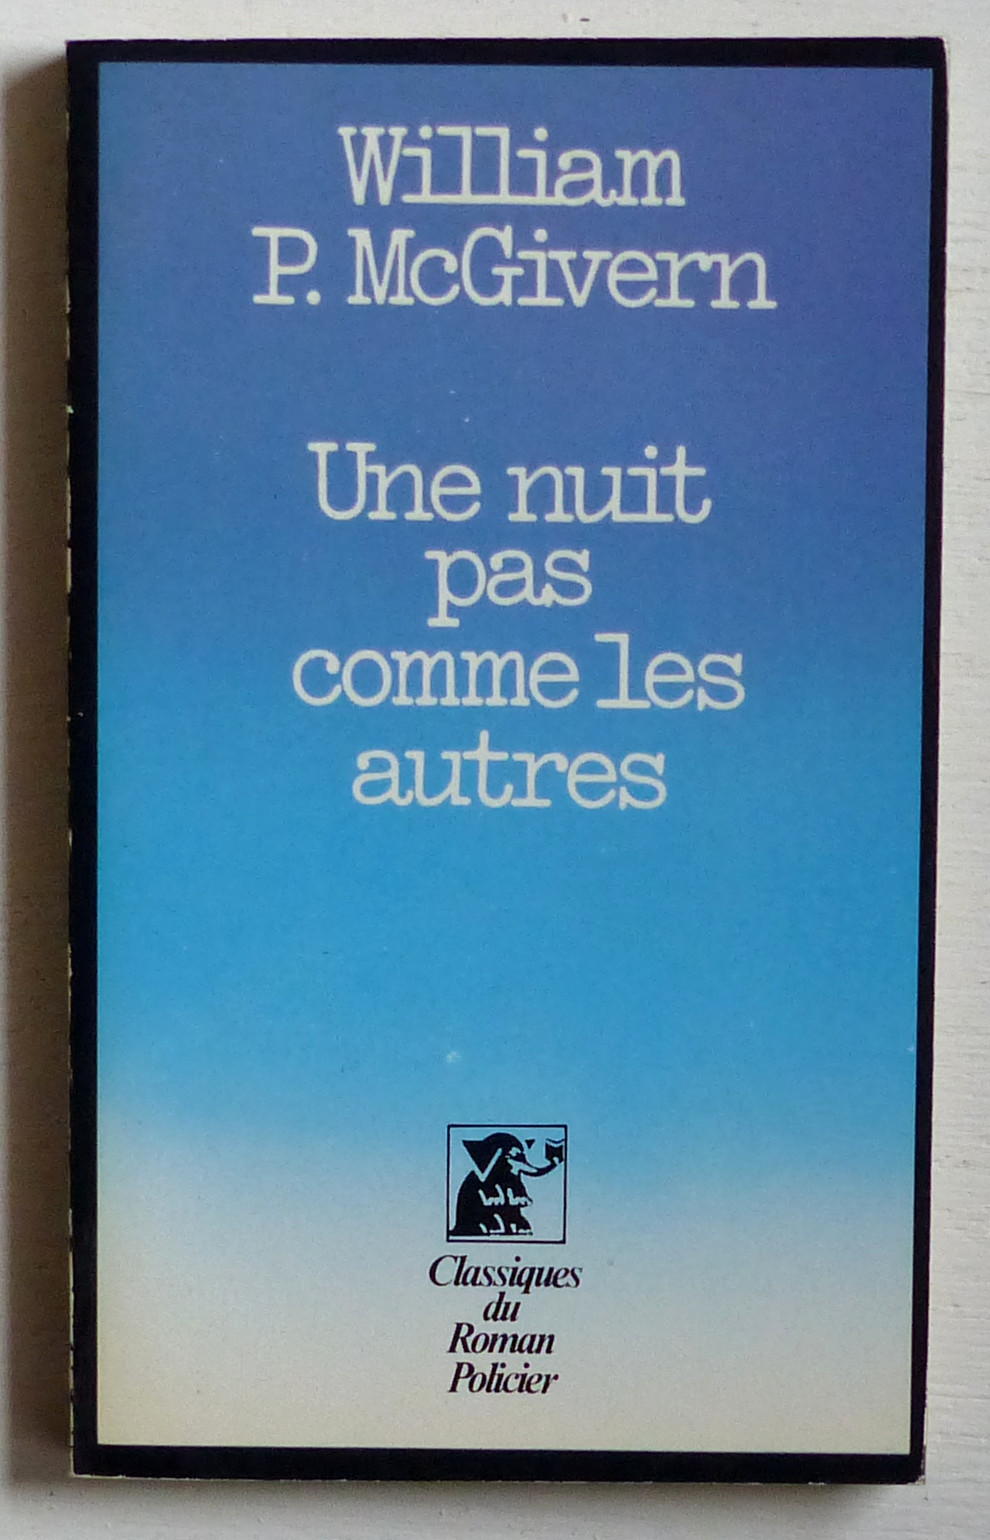 William
P. McGivern
Une nuit
pas
comme les
autres
Classiques
du
Roman
Policier